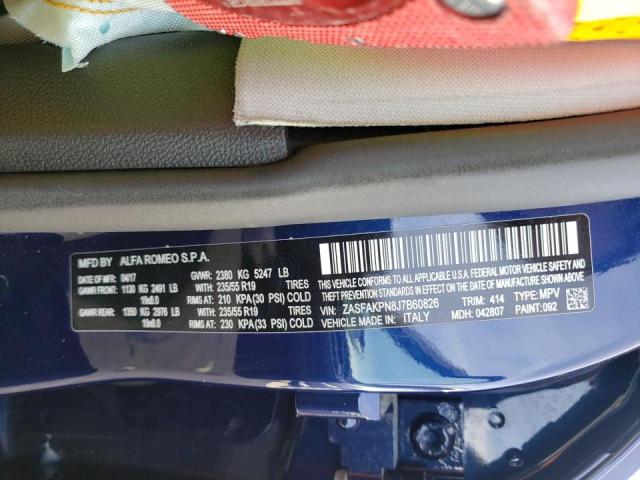 MFD BY ALFA ROMEO S.P.A.
DATE OF MFR: 04/17 GVWR: 2380 KG 5247 LB
GAWR FRONT: 1130 KG 2491 LB WITH: 235/55 R19 TIRES
19x8.0 RIMS AT: 210 KPA(30 PSI) COLD
GAWR REAR: 1350 KG 2976 LB WITH: 235/55 R19 TIRES
19x8.0 RIMS AT: 230 KPA (33 PSI) COLD
THIS VEHICLE CONFORMS TO ALL APPLICABLE U.S.A. FEDERAL MOTOR VEHICLE
SAFETY, BUMPER, AND THEFT PREVENTION STANDARDS IN EFFECT
ON THE DATE OF MANUFACTURE SHOWN ABOVE.
VIN: ZASFAKPN8J7B60826 TYPE: MPV
VEHICLE MADE IN: ITALY TRIM: 414
MDH: 042807 PAINT: 092